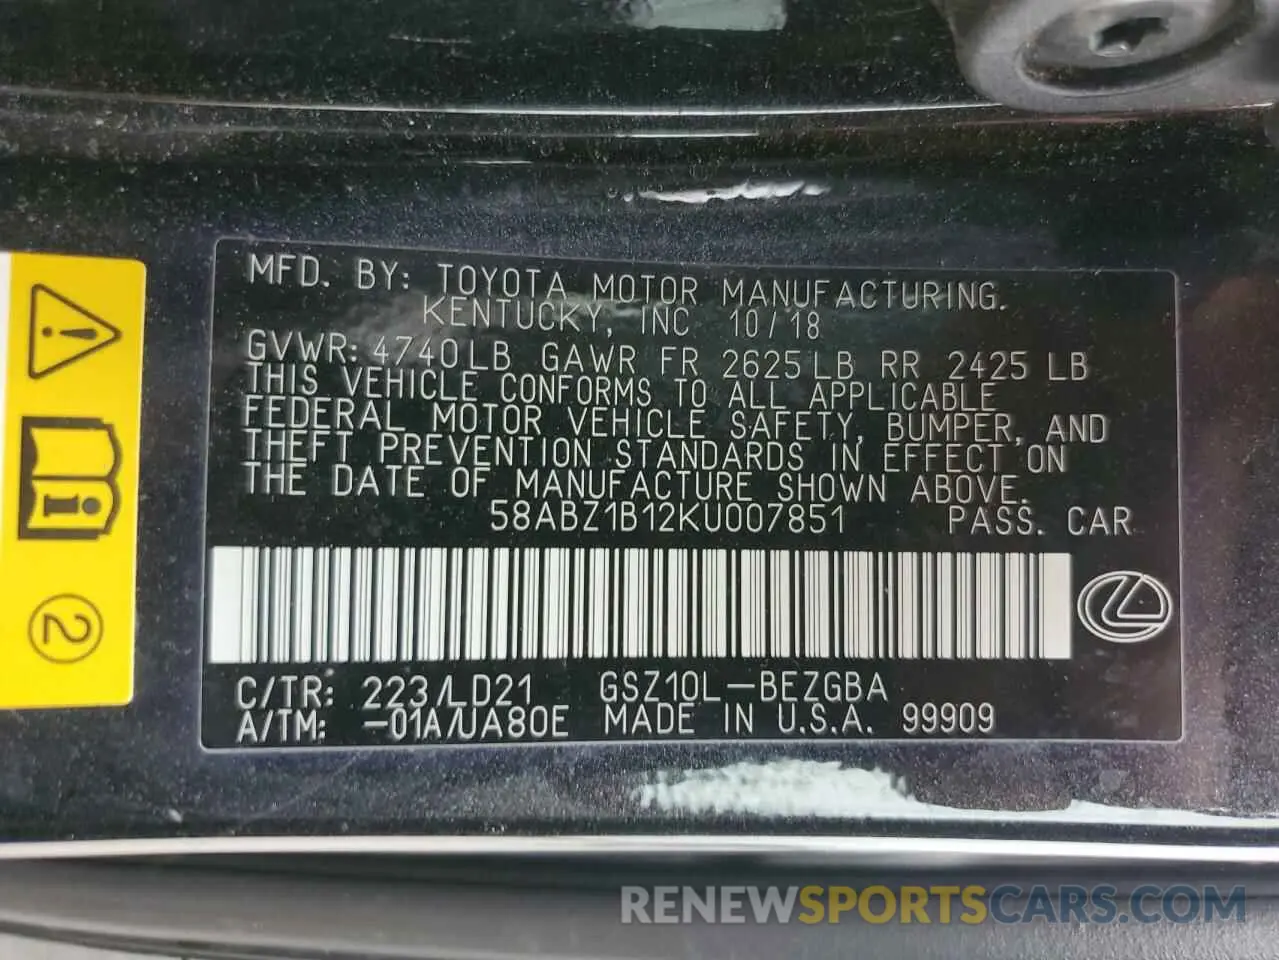 MFD. BY: TOYOTA MOTOR MANUFACTURING.
KENTUCKY, INC 10/18
GVWR: 4740LB GAWR FR 2625LB RR 2425 LB
THIS VEHICLE CONFORMS TO ALL APPLICABLE
FEDERAL MOTOR VEHICLE SAFETY, BUMPER, AND
THEFT PREVENTION STANDARDS IN EFFECT ON
THE DATE OF MANUFACTURE SHOWN ABOVE.
58ABZ1B12KU007851 PASS. CAR
C/TR: 223/LD21 GSZ10L-BEZGBA
A/TM: -01A/UA80E MADE IN U.S.A. 99909
2
RENEWSPORTSCARS.COM